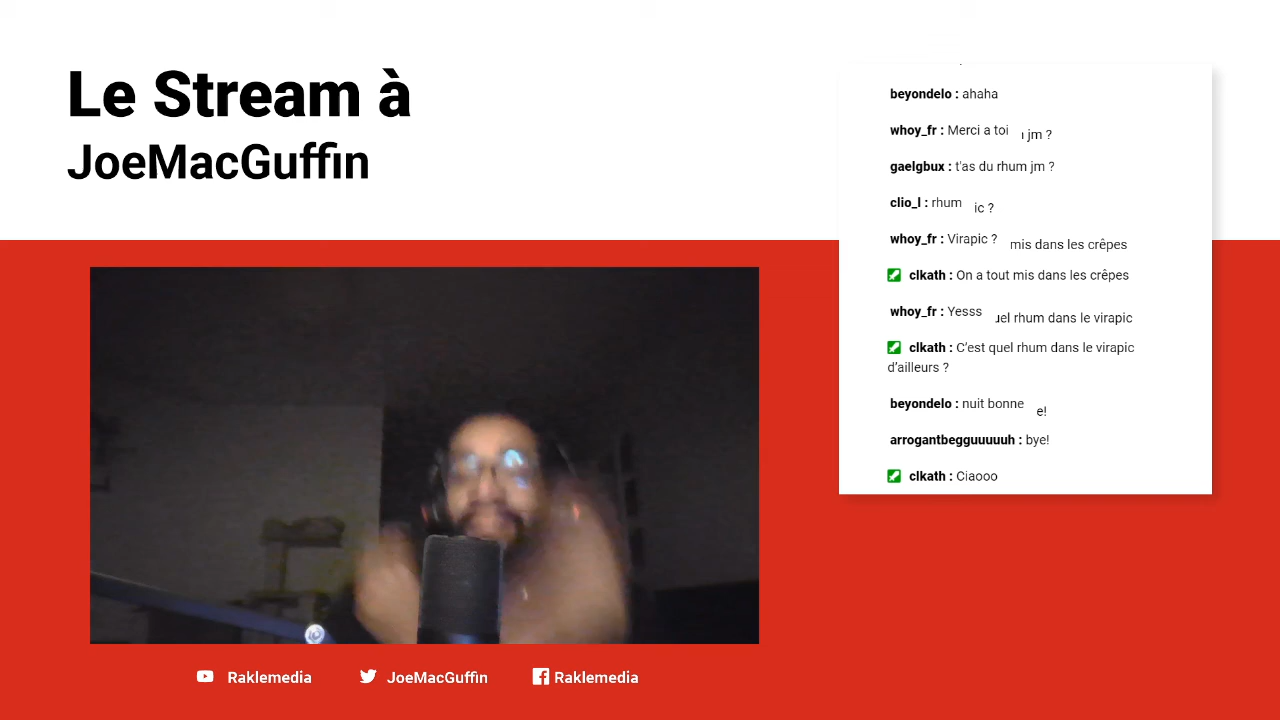 Le Stream à
JoeMacGuffin
beyondelo : ahaha
whoy_fr : Merci a toi
jm ?
gaelgbux : t'as du rhum jm ?
clio_l : rhum
ic ?
whoy_fr : Virapic ?
mis dans les crêpes
clkath : On a tout mis dans les crêpes
whoy_fr : Yesss
uel rhum dans le virapic
clkath : C'est quel rhum dans le virapic
d'ailleurs ?
beyondelo : nuit bonne
e!
arrogantbegguuuuuh : bye!
clkath : Ciaooo
Raklemedia
JoeMacGuffin
Raklemedia